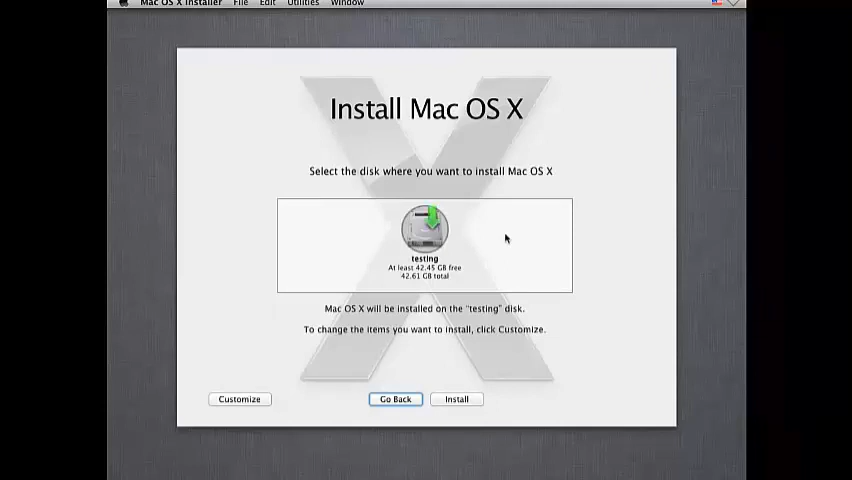 Mac OS X Installer File Edit Utilities Window
Install Mac OS X
Select the disk where you want to install Mac OS X
testing
At least 42.45 GB free
42.61 GB total
Mac OS X will be installed on the "testing" disk.
To change the items you want to install, click Customize.
Customize Go Back Install